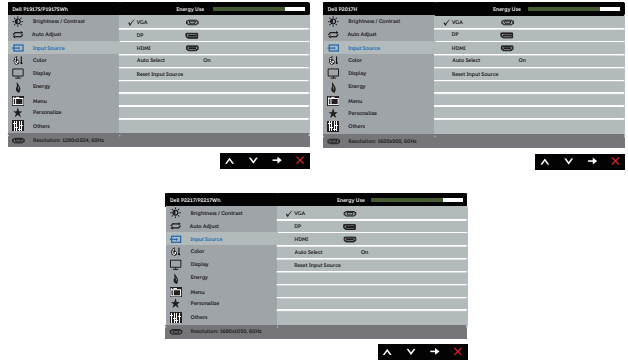 Dell P1917S/P1917SWh Energy Use
Brightness / Contrast VGA
Auto Adjust DP
Input Source HDMI
Color Auto Select On
Display Reset Input Source
Energy
Menu
Personalize
Others
Resolution: 1280x1024, 60Hz
Dell P2017H Energy Use
Brightness / Contrast VGA
Auto Adjust DP
Input Source HDMI
Color Auto Select On
Display Reset Input Source
Energy
Menu
Personalize
Others
Resolution: 1600x900, 60Hz
Dell P2217/P2217Wh Energy Use
Brightness / Contrast VGA
Auto Adjust DP
Input Source HDMI
Color Auto Select On
Display Reset Input Source
Energy
Menu
Personalize
Others
Resolution: 1680x1050, 60Hz